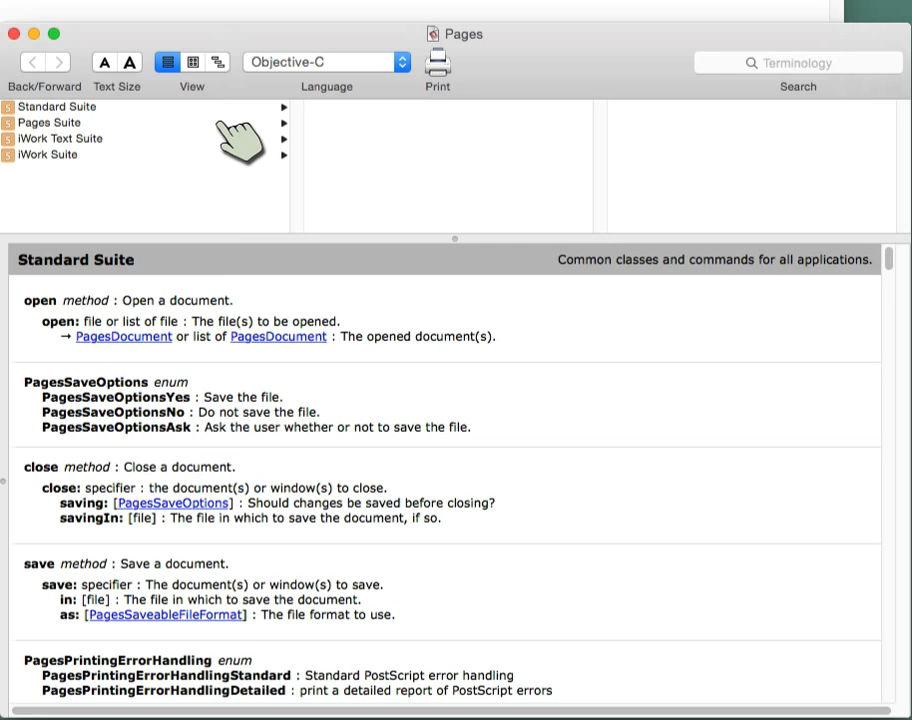 Pages
A A
Objective-C
Terminology
Back/Forward Text Size View Language Print Search
S Standard Suite
S Pages Suite
S iWork Text Suite
S iWork Suite
Standard Suite Common classes and commands for all applications.
open method : Open a document.
open: file or list of file : The file(s) to be opened.
→ PagesDocument or list of PagesDocument : The opened document(s).
PagesSaveOptions enum
PagesSaveOptionsYes : Save the file.
PagesSaveOptionsNo : Do not save the file.
PagesSaveOptionsAsk : Ask the user whether or not to save the file.
close method : Close a document.
close: specifier : the document(s) or window(s) to close.
saving: [PagesSaveOptions] : Should changes be saved before closing?
savingIn: [file] : The file in which to save the document, if so.
save method : Save a document.
save: specifier : The document(s) or window(s) to save.
in: [file] : The file in which to save the document.
as: [PagesSaveableFileFormat] : The file format to use.
PagesPrintingErrorHandling enum
PagesPrintingErrorHandlingStandard : Standard PostScript error handling
PagesPrintingErrorHandlingDetailed : print a detailed report of PostScript errors